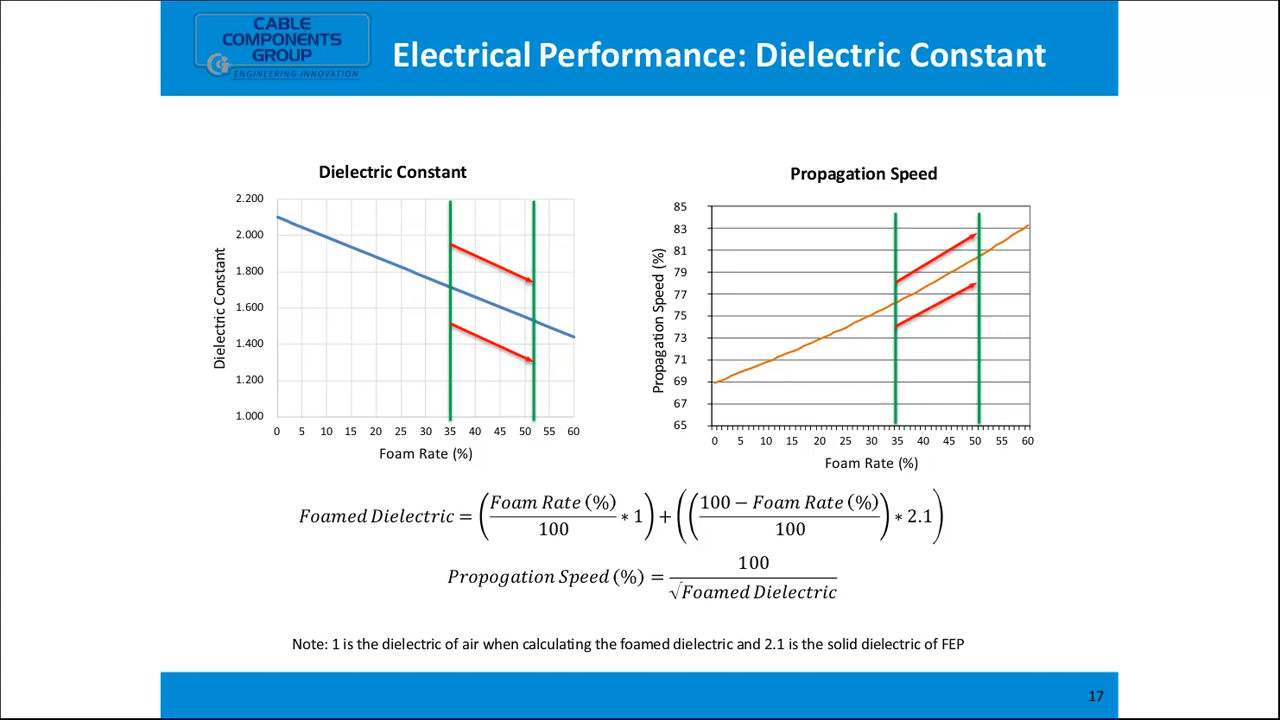 CABLE
COMPONENTS
GROUP
ENGINEERING INNOVATION
Electrical Performance: Dielectric Constant
Dielectric Constant
2.200
2.000
1.800
1.600
1.400
1.200
1.000
Dielectric Constant
0 5 10 15 20 25 30 35 40 45 50 55 60
Foam Rate (%)
Propagation Speed
85
83
81
79
77
75
73
71
69
67
65
Propagation Speed (%)
0 5 10 15 20 25 30 35 40 45 50 55 60
Foam Rate (%)
Foamed Dielectric = (Foam Rate (%)/100 * 1) + ((100 − Foam Rate (%)/100) * 2.1)
Propogation Speed (%) = 100/√Foamed Dielectric
Note: 1 is the dielectric of air when calculating the foamed dielectric and 2.1 is the solid dielectric of FEP
17